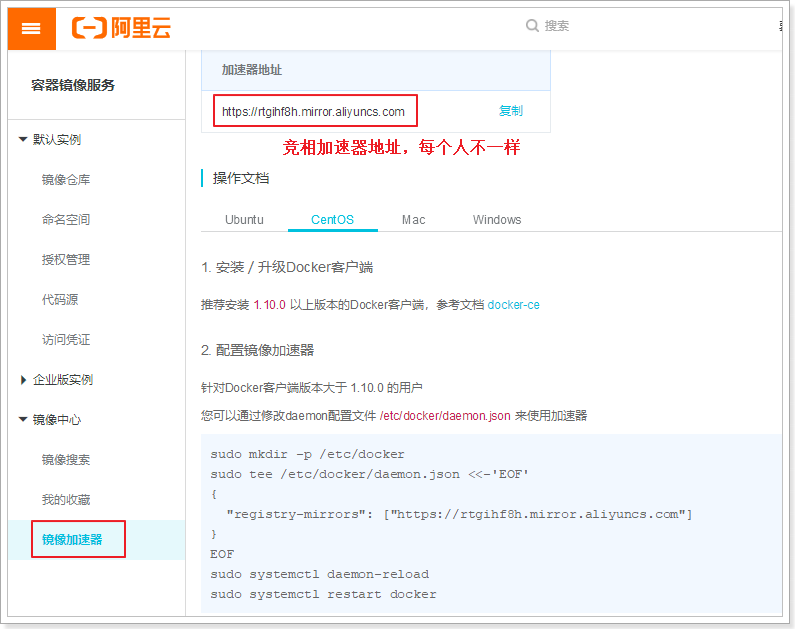 阿里云
搜索
容器镜像服务
默认实例
镜像仓库
命名空间
授权管理
代码源
访问凭证
企业版实例
镜像中心
镜像搜索
我的收藏
镜像加速器
加速器地址
https://rtgihf8h.mirror.aliyuncs.com 复制
竞相加速器地址，每个人不一样
操作文档
Ubuntu CentOS Mac Windows
1. 安装 / 升级Docker客户端
推荐安装 1.10.0 以上版本的Docker客户端，参考文档 docker-ce
2. 配置镜像加速器
针对Docker客户端版本大于 1.10.0 的用户
您可以通过修改daemon配置文件 /etc/docker/daemon.json 来使用加速器
sudo mkdir -p /etc/docker
sudo tee /etc/docker/daemon.json <<-'EOF'
{
"registry-mirrors": ["https://rtgihf8h.mirror.aliyuncs.com"]
}
EOF
sudo systemctl daemon-reload
sudo systemctl restart docker